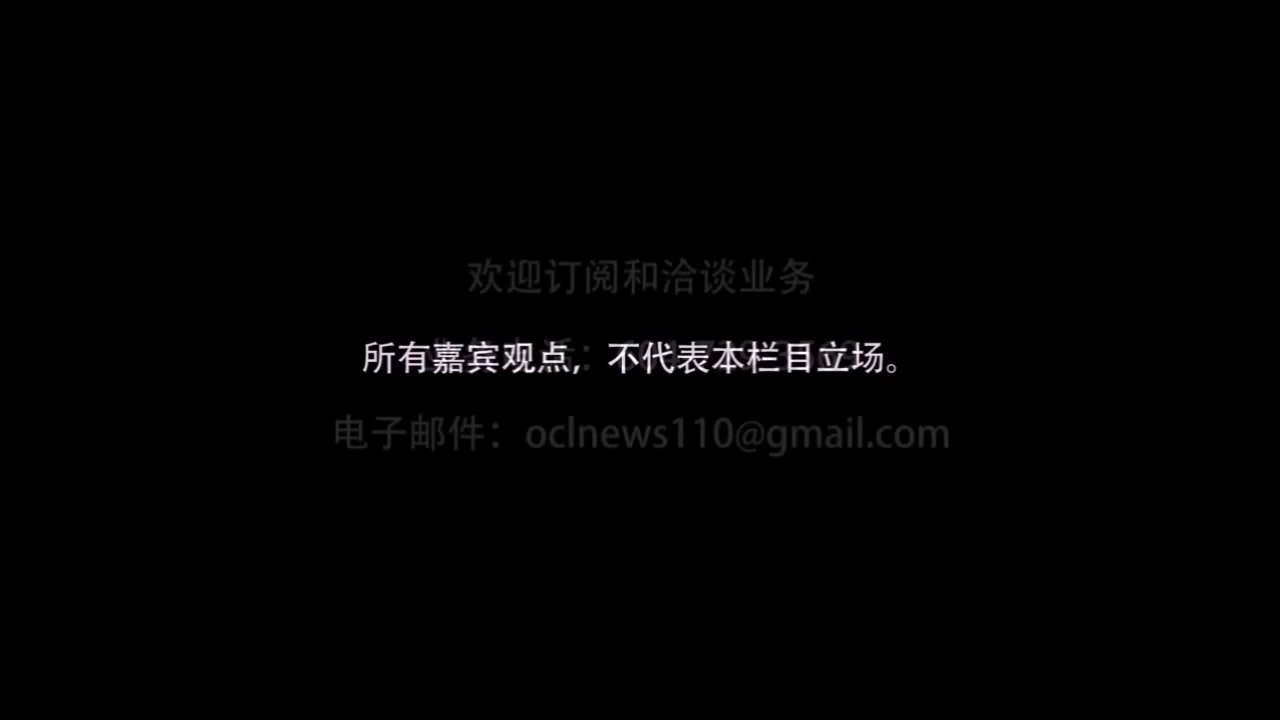 欢迎订阅和洽谈业务
所有嘉宾观点，不代表本栏目立场。
电子邮件：oclnews110@gmail.com